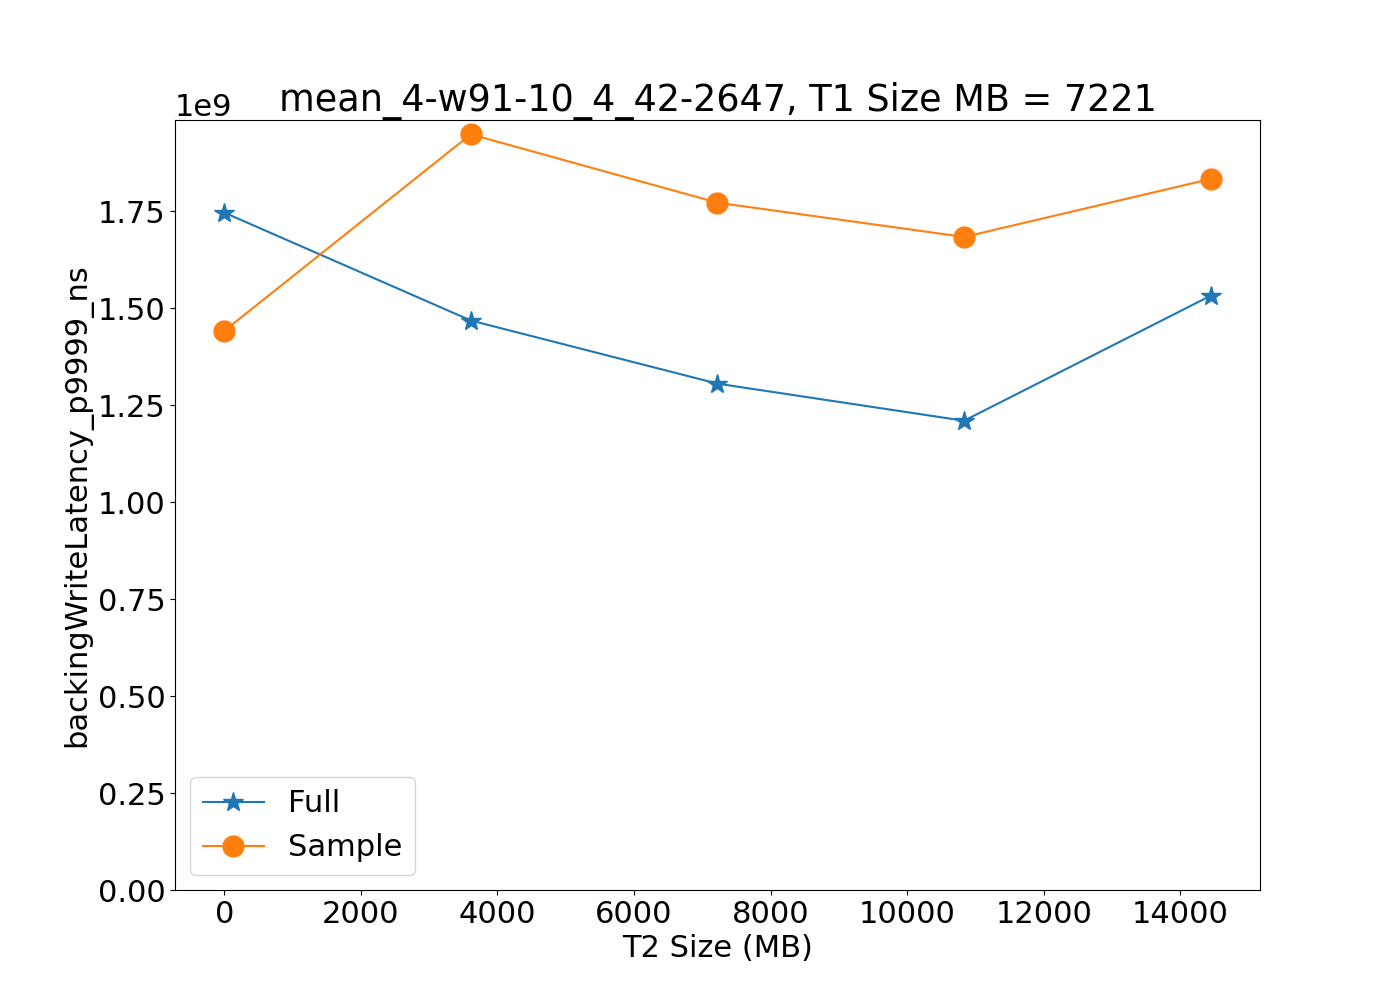 mean_4-w91-10_4_42-2647, T1 Size MB = 7221
1e9
backingWriteLatency_p9999_ns
1.75
1.50
1.25
1.00
0.75
0.50
0.25
0.00
Full
Sample
0 2000 4000 6000 8000 10000 12000 14000
T2 Size (MB)